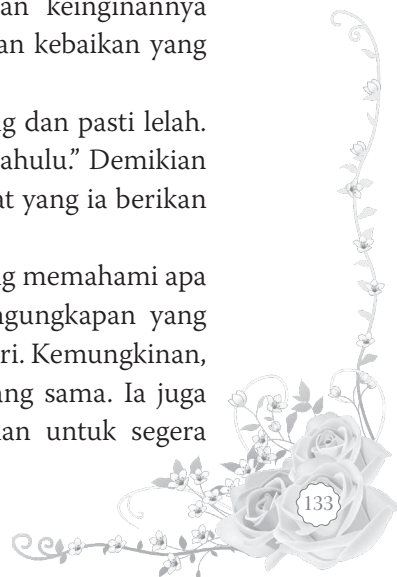 an keinginannya
an kebaikan yang
g dan pasti lelah.
ahulu.” Demikian
at yang ia berikan
g memahami apa
ngungkapan yang
ri. Kemungkinan,
ang sama. Ia juga
an untuk segera
133